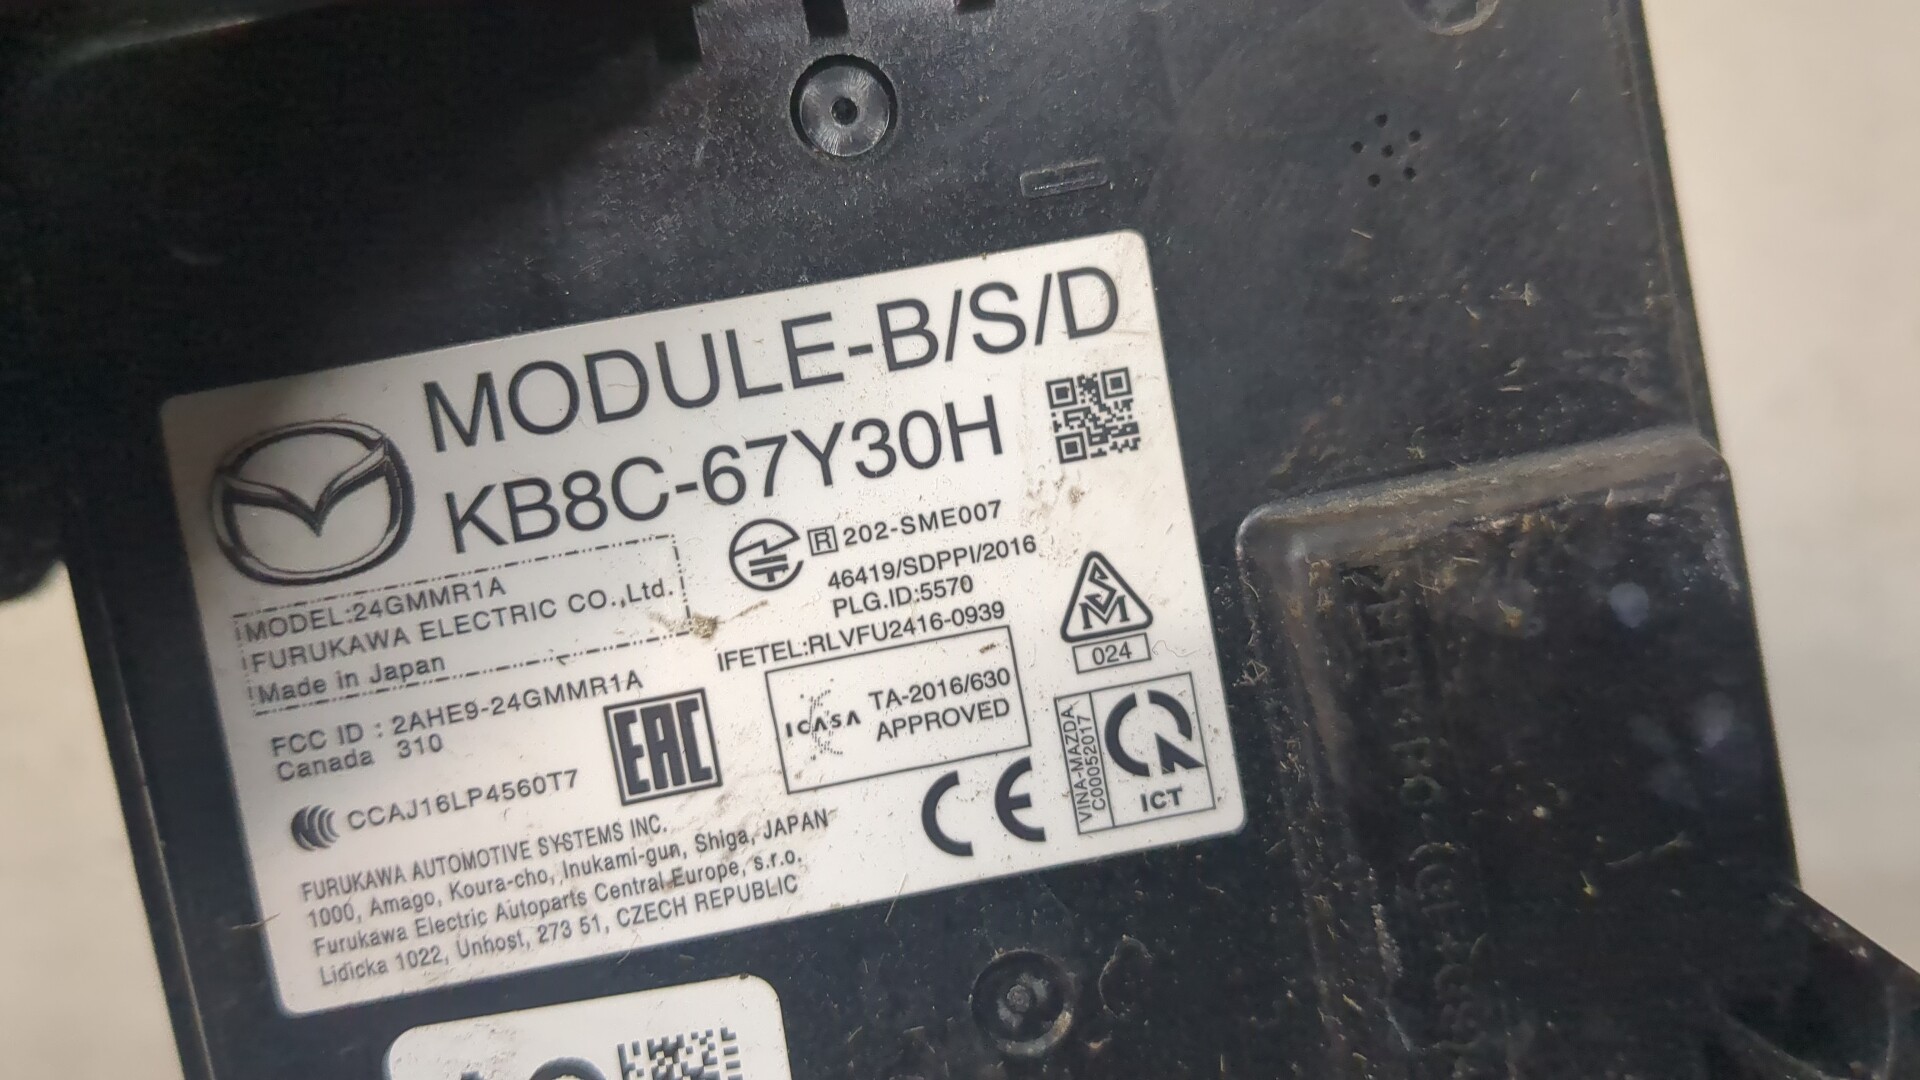 MODULE-B/S/D
KB8C-67Y30H
MODEL:24GMMR1A
FURUKAWA ELECTRIC CO.,Ltd.
Made in Japan
R 202-SME007
46419/SDPPI/2016
PLG.ID:5570
IFETEL:RLVFU2416-0939
024
FCC ID : 2AHE9-24GMMR1A
Canada 310
EAC
ICASA TA-2016/630
APPROVED
VINA-MAZDA
C00052017
ICT
CCAJ16LP4560T7
CE
FURUKAWA AUTOMOTIVE SYSTEMS INC.
1000, Amago, Koura-cho, Inukami-gun, Shiga, JAPAN
Furukawa Electric Autoparts Central Europe, s.r.o.
Lidicka 1022, Unhost, 273 51, CZECH REPUBLIC